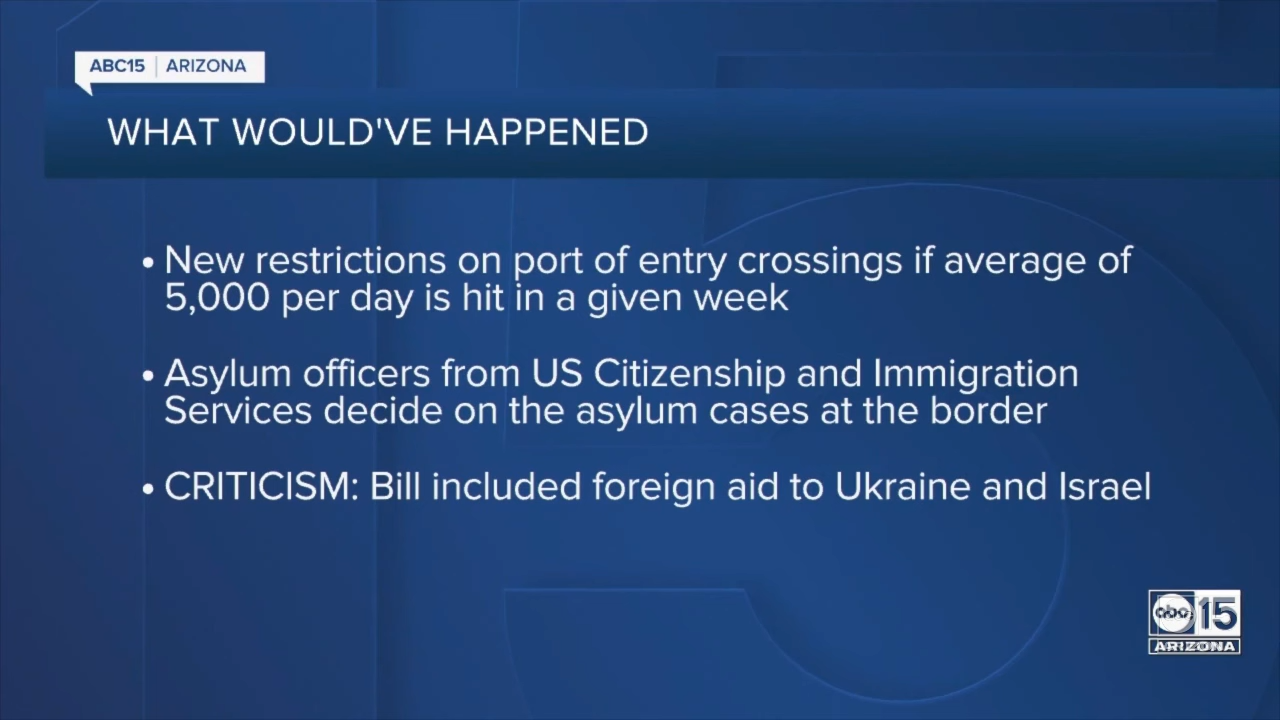 ABC15 | ARIZONA
WHAT WOULD'VE HAPPENED
• New restrictions on port of entry crossings if average of
5,000 per day is hit in a given week
• Asylum officers from US Citizenship and Immigration
Services decide on the asylum cases at the border
• CRITICISM: Bill included foreign aid to Ukraine and Israel
abc 15
ARIZONA